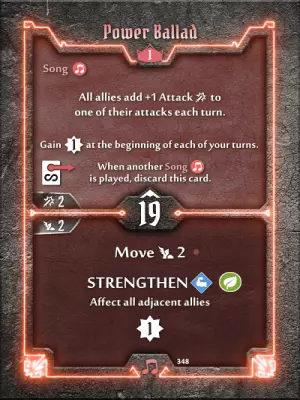 Power Ballad
1
Song
All allies add +1 Attack to
one of their attacks each turn.
Gain 1 at the beginning of each of your turns.
When another Song
is played, discard this card.
2
19
2
Move 2
STRENGTHEN
Affect all adjacent allies
1
348